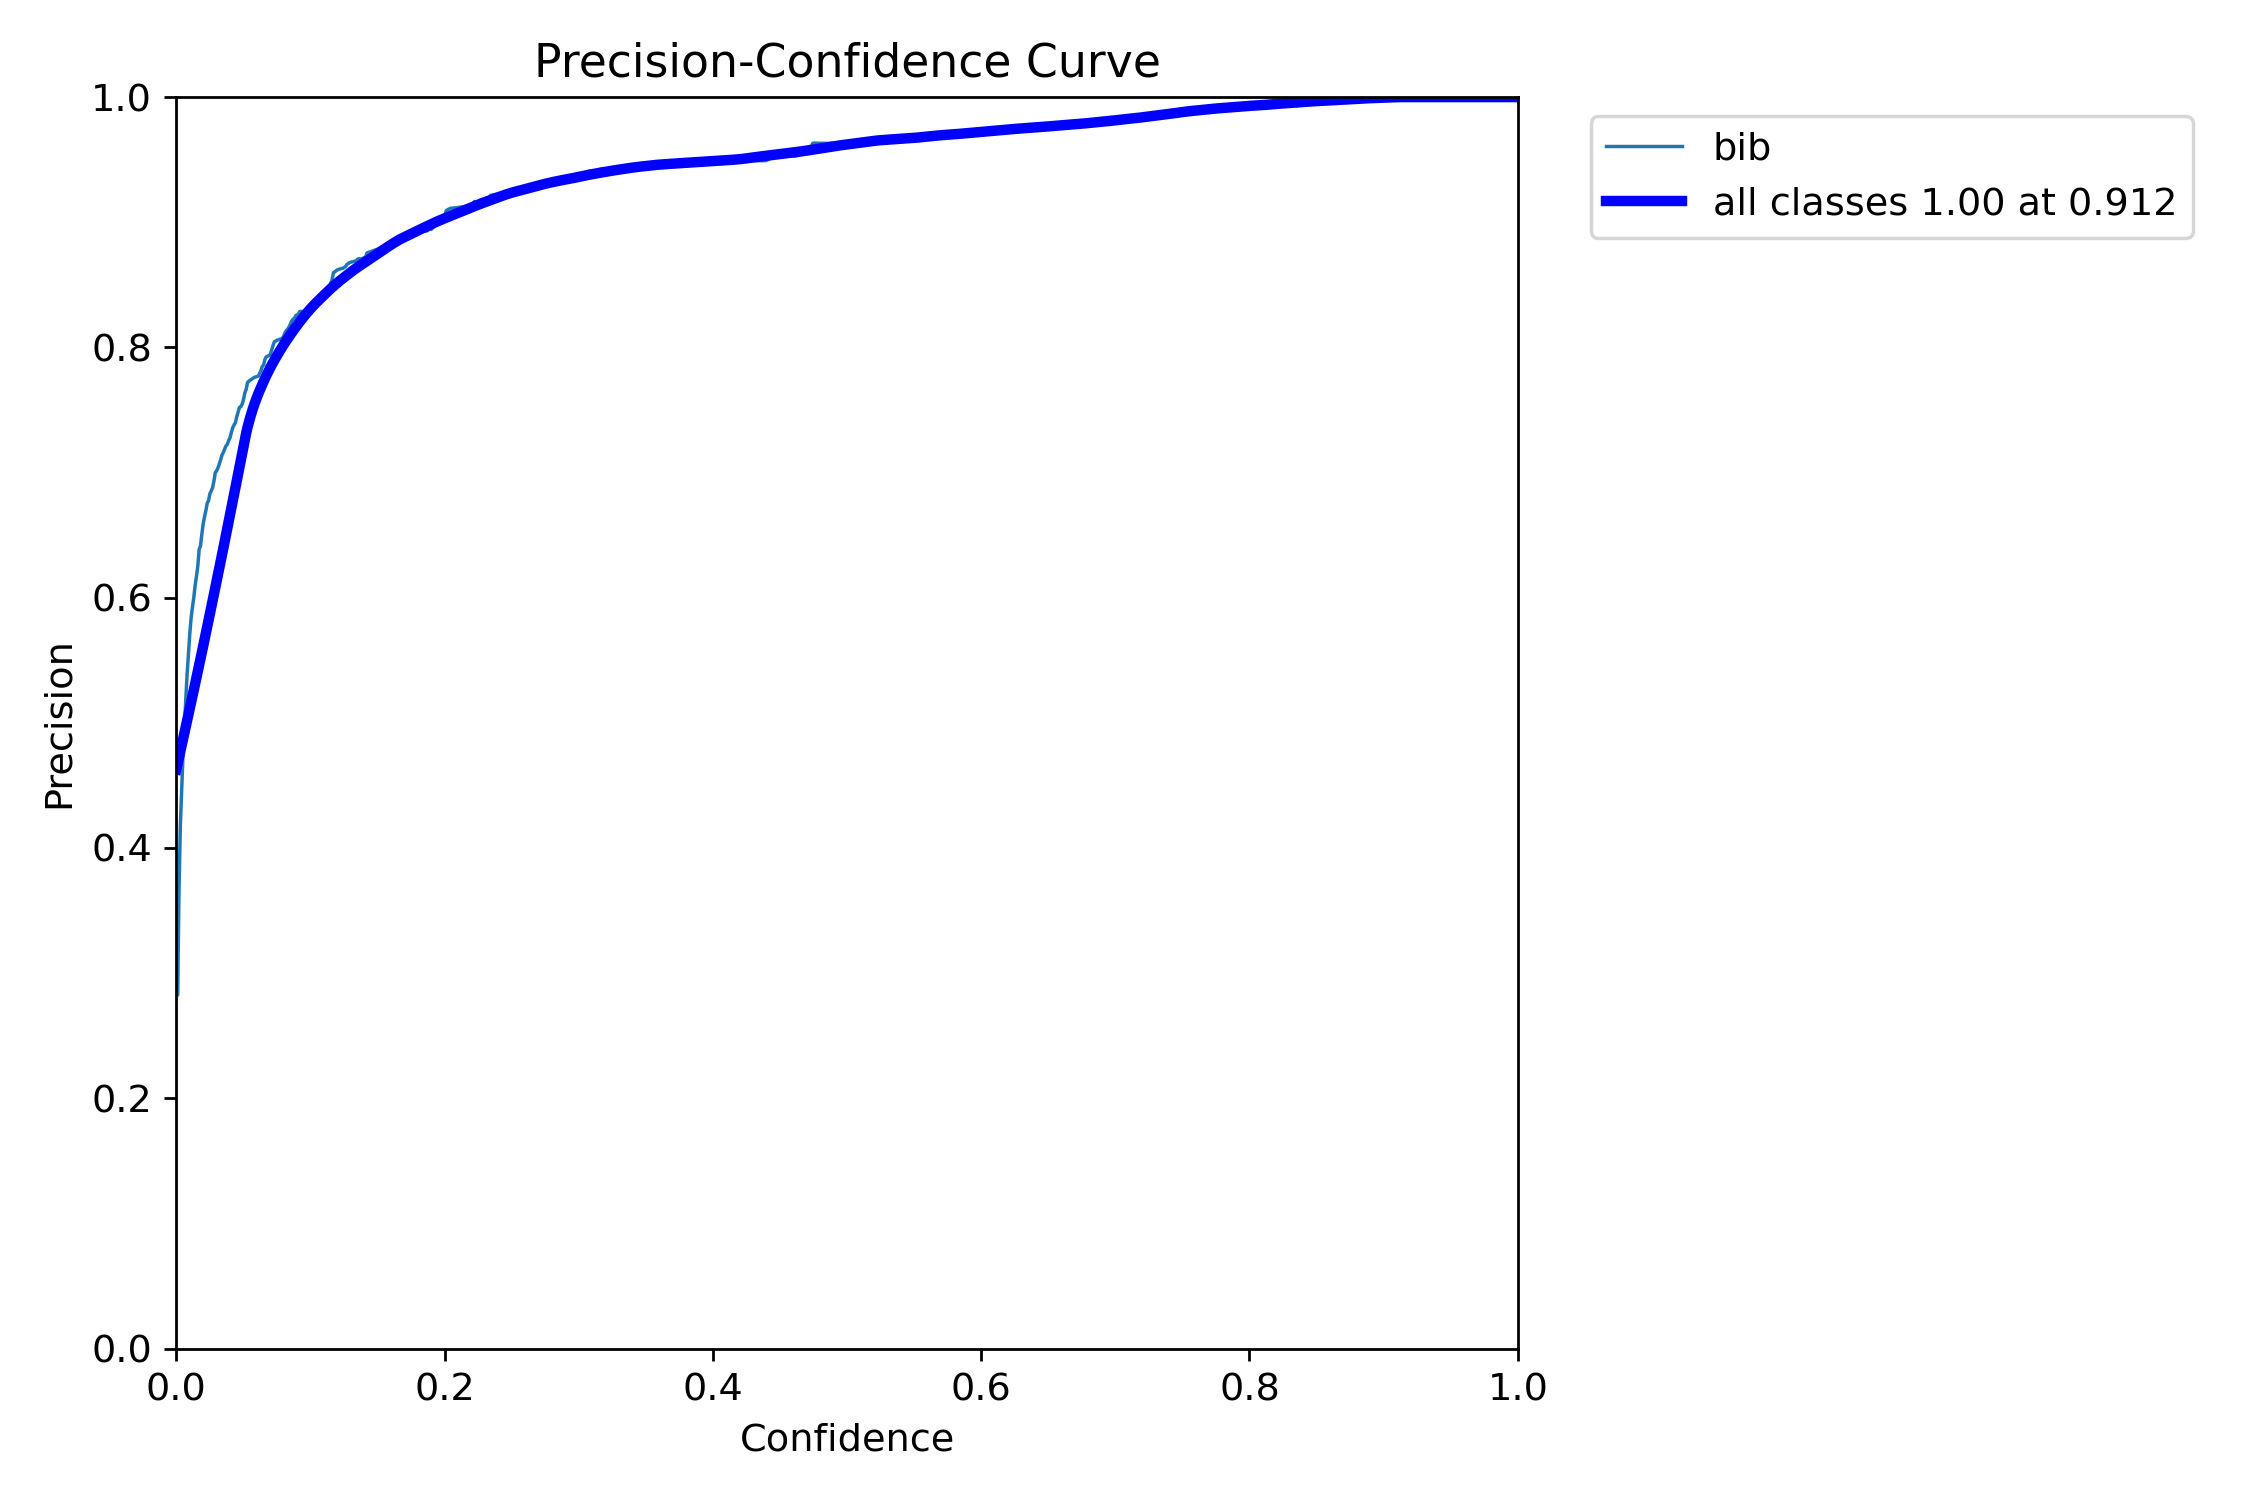 Precision-Confidence Curve
1.0
0.8
0.6
0.4
0.2
0.0
Precision
0.0 0.2 0.4 0.6 0.8 1.0
Confidence
bib
all classes 1.00 at 0.912